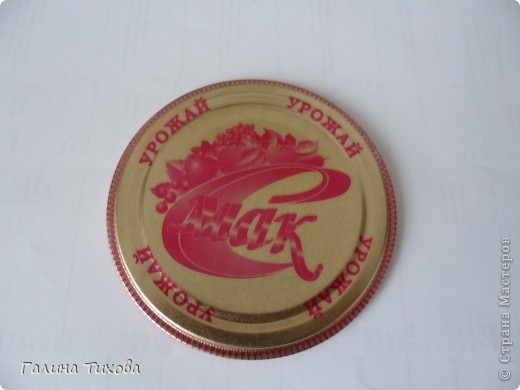 УРОЖАЙ
УРОЖАЙ
Смак
УРОЖАЙ
УРОЖАЙ
Галина Тихова
© Страна Мастеров